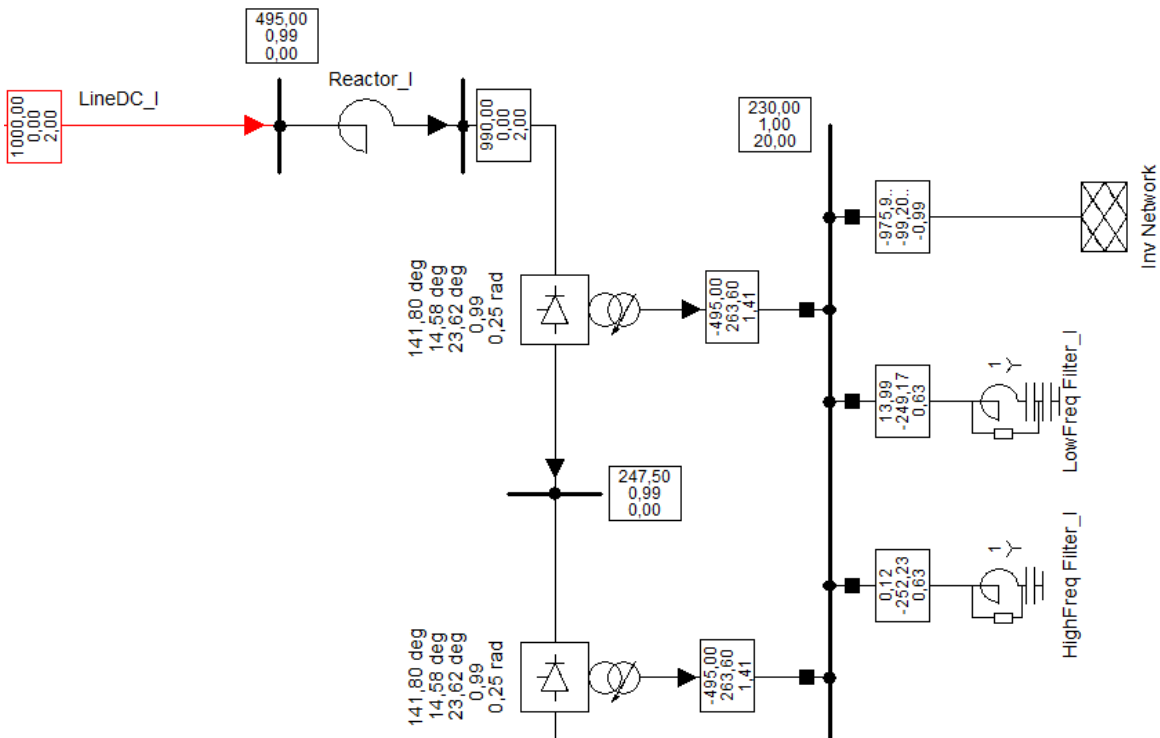 495,00
0,99
0,00
LineDC_I
Reactor_I
1000,00
0,00
2,00
990,00
0,00
2,00
230,00
1,00
20,00
-975,9..
-99,20..
-0,99
Inv Network
141,80 deg
14,58 deg
23,62 deg
0,99
0,25 rad
-495,00
263,60
1,41
13,99
-249,17
0,63
1
LowFreq Filter_I
247,50
0,99
0,00
0,12
-252,23
0,63
1
HighFreq Filter_I
141,80 deg
14,58 deg
23,62 deg
0,99
0,25 rad
-495,00
263,60
1,41